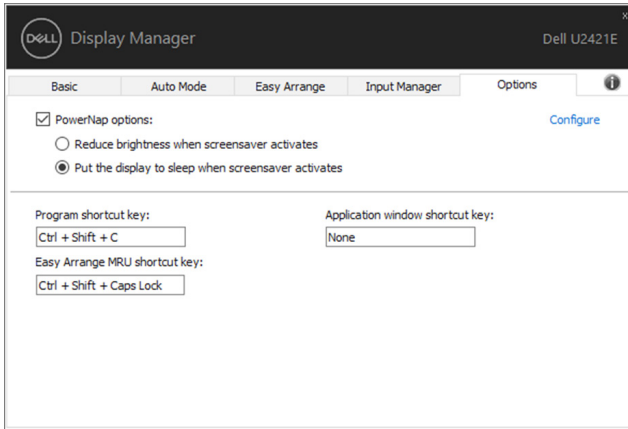 x
DELL Display Manager Dell U2421E
Basic Auto Mode Easy Arrange Input Manager Options i
PowerNap options: Configure
Reduce brightness when screensaver activates
Put the display to sleep when screensaver activates
Program shortcut key: Application window shortcut key:
Ctrl + Shift + C None
Easy Arrange MRU shortcut key:
Ctrl + Shift + Caps Lock